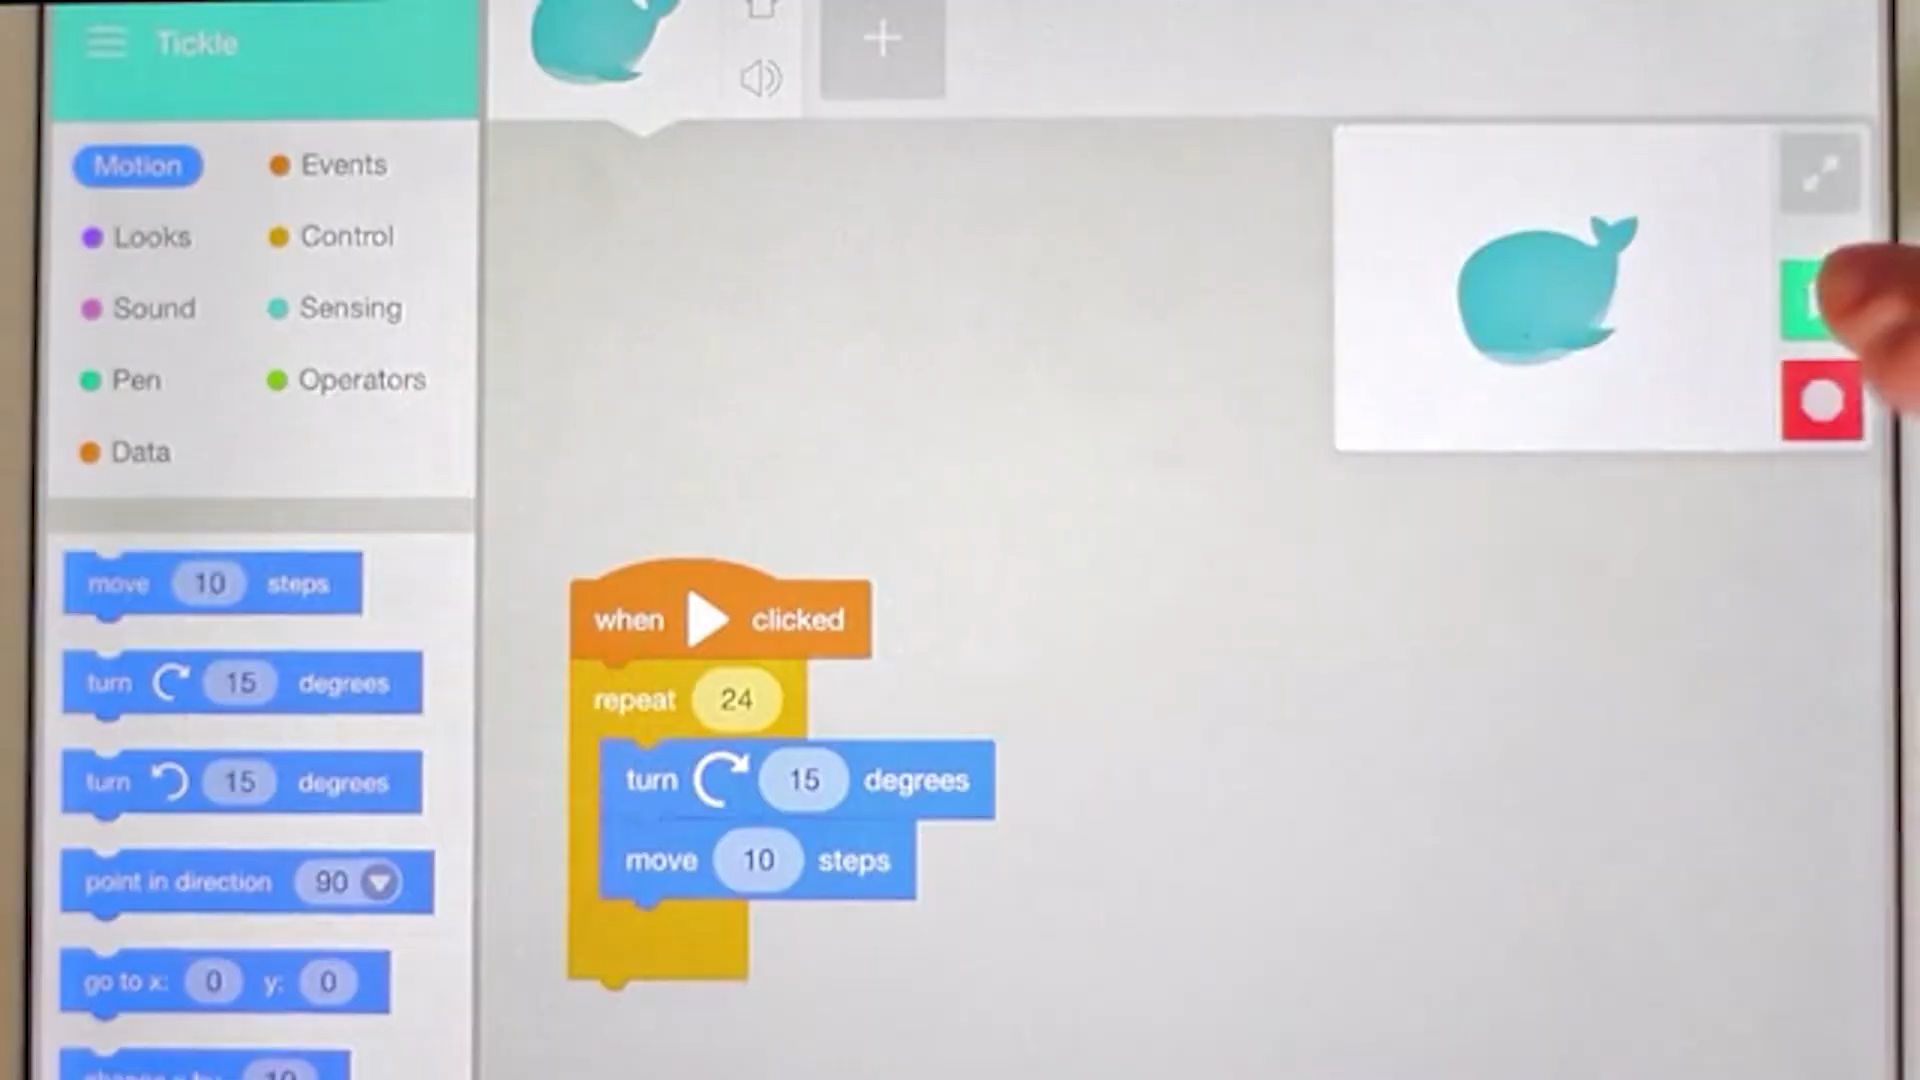 Tickle
Motion Events
Looks Control
Sound Sensing
Pen Operators
Data
move 10 steps
turn 15 degrees
turn 15 degrees
point in direction 90
go to x: 0 y: 0
when clicked
repeat 24
turn 15 degrees
move 10 steps